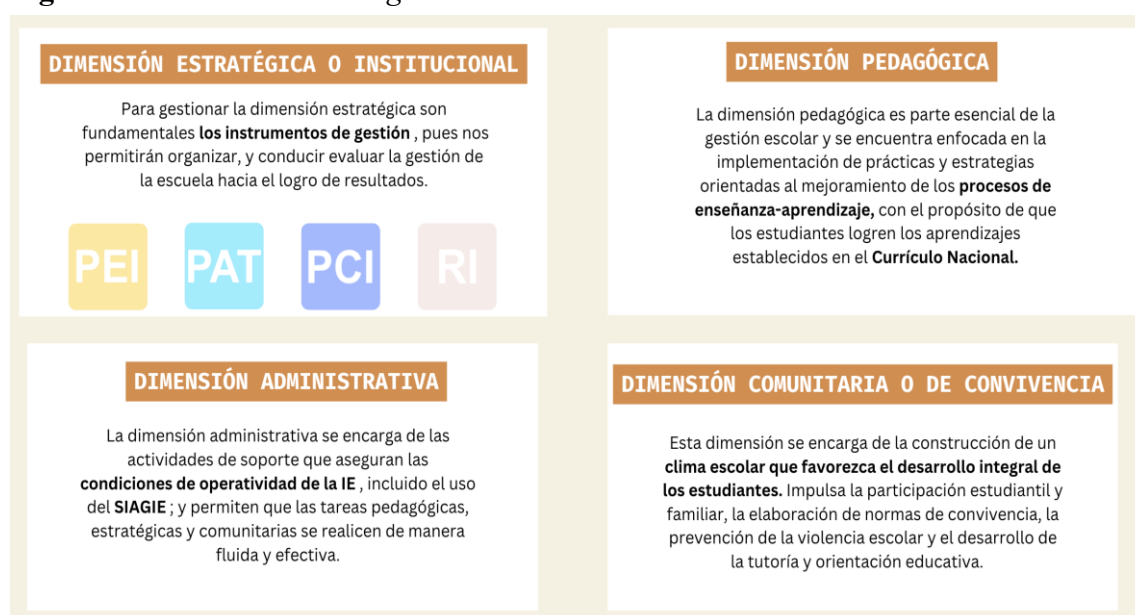 DIMENSIÓN ESTRATÉGICA O INSTITUCIONAL
Para gestionar la dimensión estratégica son
fundamentales los instrumentos de gestión , pues nos
permitirán organizar, y conducir evaluar la gestión de
la escuela hacia el logro de resultados.
PEI PAT PCI RI
DIMENSIÓN PEDAGÓGICA
La dimensión pedagógica es parte esencial de la
gestión escolar y se encuentra enfocada en la
implementación de prácticas y estrategias
orientadas al mejoramiento de los procesos de
enseñanza-aprendizaje, con el propósito de que
los estudiantes logren los aprendizajes
establecidos en el Currículo Nacional.
DIMENSIÓN ADMINISTRATIVA
La dimensión administrativa se encarga de las
actividades de soporte que aseguran las
condiciones de operatividad de la IE , incluido el uso
del SIAGIE ; y permiten que las tareas pedagógicas,
estratégicas y comunitarias se realicen de manera
fluida y efectiva.
DIMENSIÓN COMUNITARIA O DE CONVIVENCIA
Esta dimensión se encarga de la construcción de un
clima escolar que favorezca el desarrollo integral de
los estudiantes. Impulsa la participación estudiantil y
familiar, la elaboración de normas de convivencia, la
prevención de la violencia escolar y el desarrollo de
la tutoría y orientación educativa.